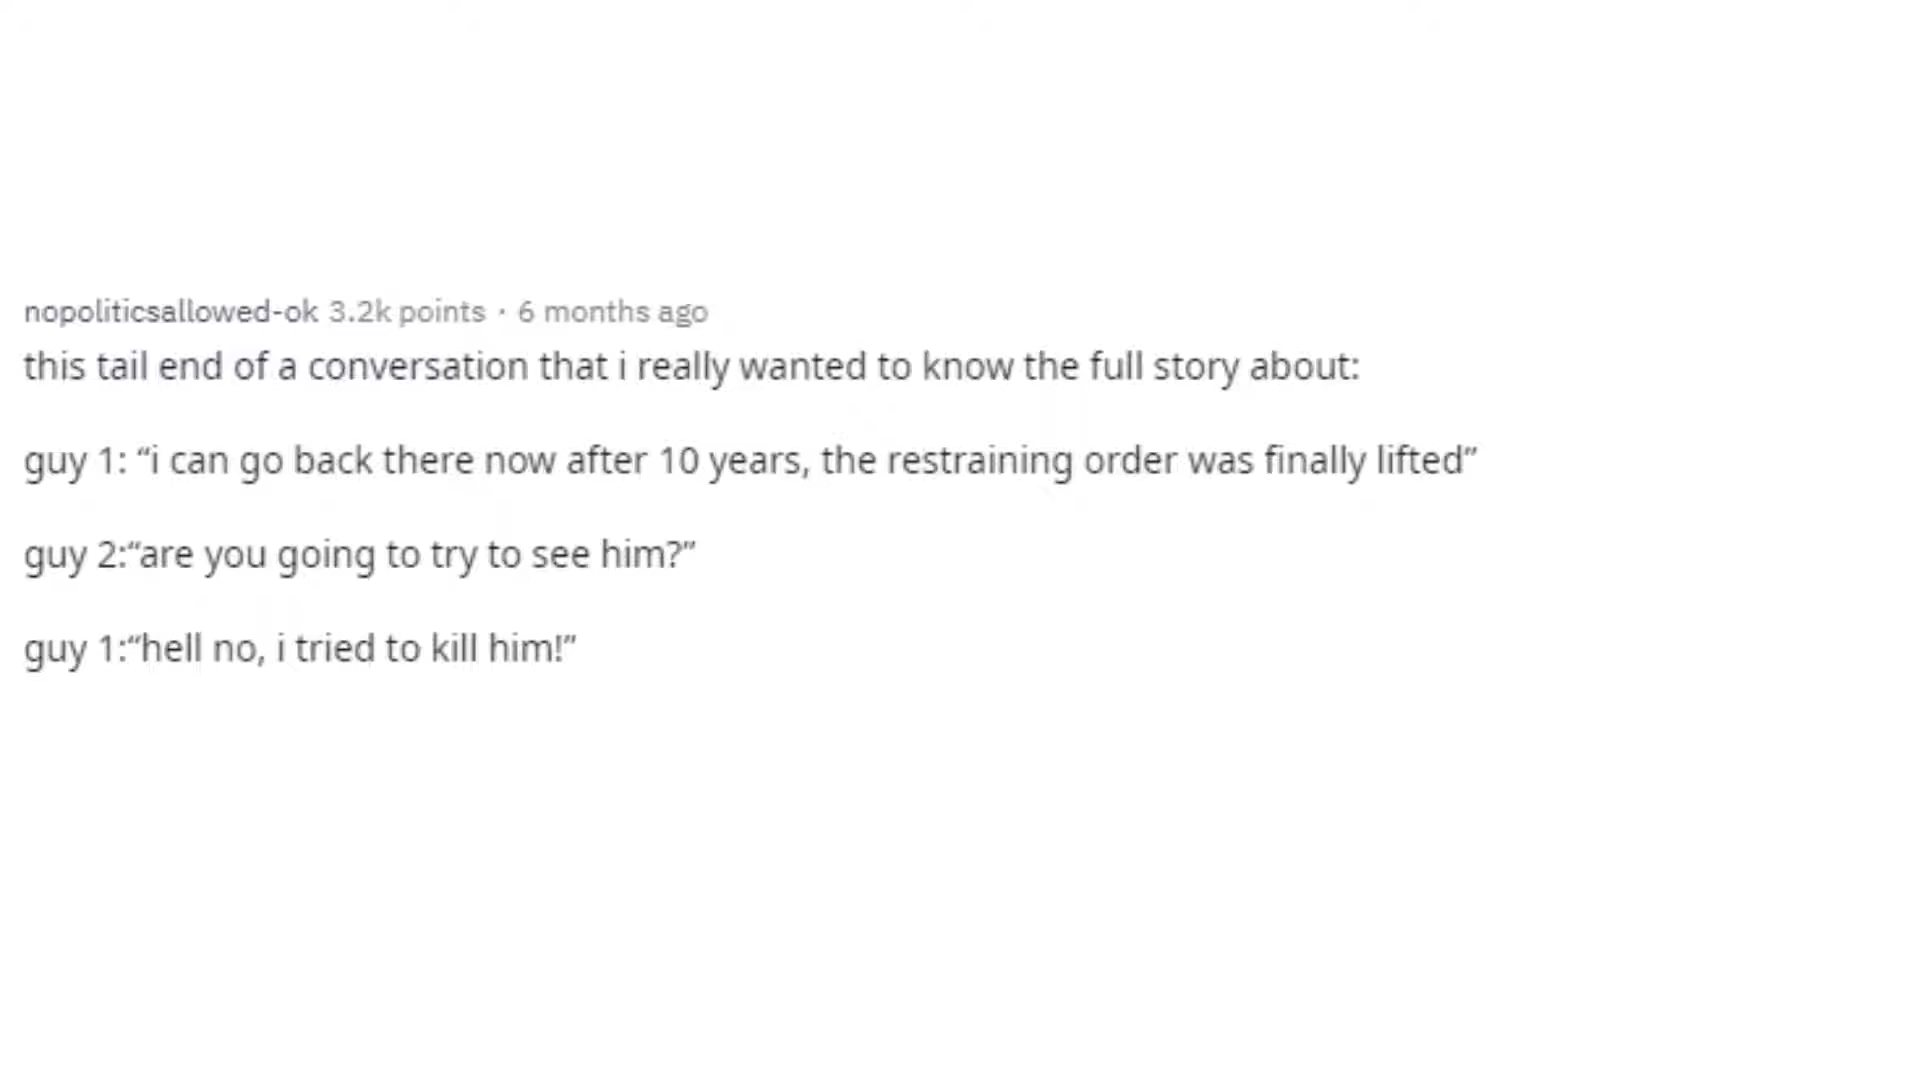 nopoliticsallowed-ok 3.2k points · 6 months ago
this tail end of a conversation that i really wanted to know the full story about:
guy 1: “i can go back there now after 10 years, the restraining order was finally lifted”
guy 2:“are you going to try to see him?”
guy 1:“hell no, i tried to kill him!”